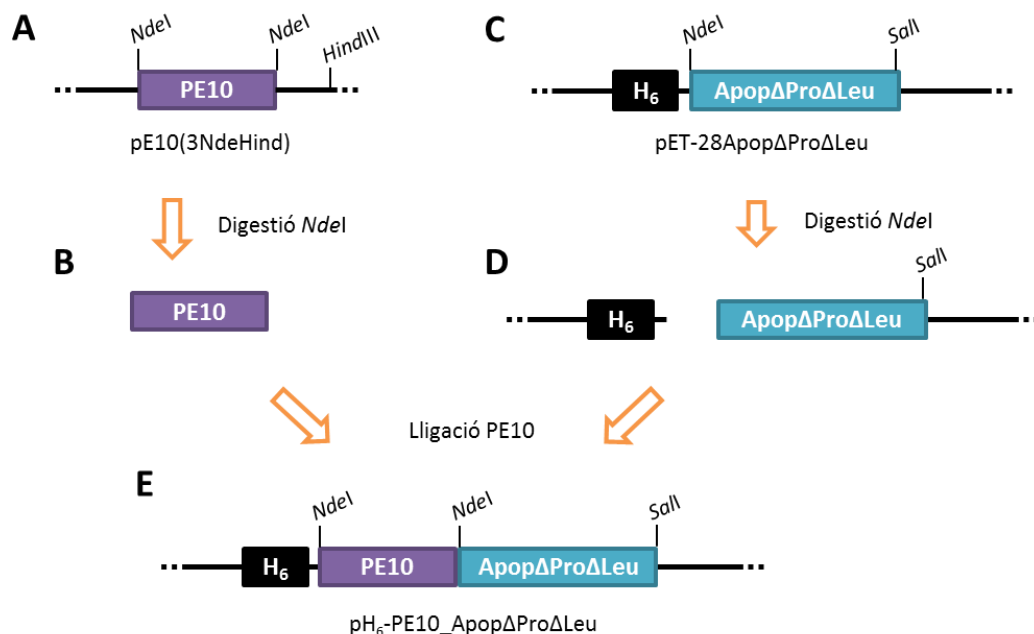 A
NdeI
NdeI
HindIII
PE10
pE10(3NdeHind)
Digestió NdeI
B
PE10
C
NdeI
SalI
H₆
ApopΔProΔLeu
pET-28ApopΔProΔLeu
Digestió NdeI
D
SalI
H₆
ApopΔProΔLeu
Lligació PE10
E
NdeI
NdeI
SalI
H₆
PE10
ApopΔProΔLeu
pH₆-PE10_ApopΔProΔLeu